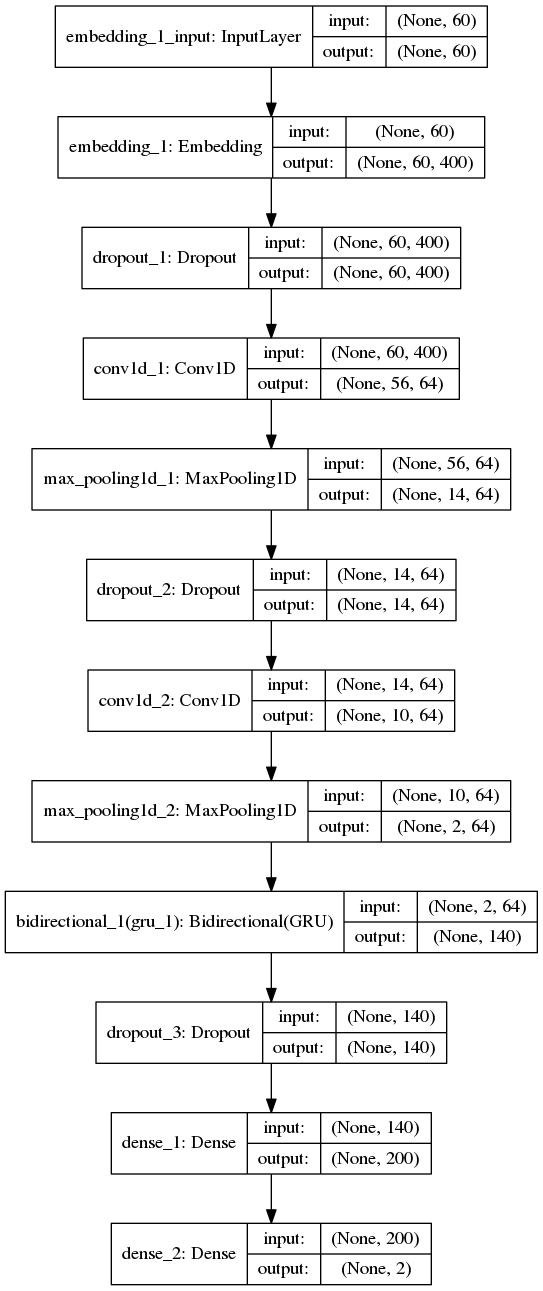 embedding_1_input: InputLayer
input: (None, 60)
output: (None, 60)
embedding_1: Embedding
input: (None, 60)
output: (None, 60, 400)
dropout_1: Dropout
input: (None, 60, 400)
output: (None, 60, 400)
conv1d_1: Conv1D
input: (None, 60, 400)
output: (None, 56, 64)
max_pooling1d_1: MaxPooling1D
input: (None, 56, 64)
output: (None, 14, 64)
dropout_2: Dropout
input: (None, 14, 64)
output: (None, 14, 64)
conv1d_2: Conv1D
input: (None, 14, 64)
output: (None, 10, 64)
max_pooling1d_2: MaxPooling1D
input: (None, 10, 64)
output: (None, 2, 64)
bidirectional_1(gru_1): Bidirectional(GRU)
input: (None, 2, 64)
output: (None, 140)
dropout_3: Dropout
input: (None, 140)
output: (None, 140)
dense_1: Dense
input: (None, 140)
output: (None, 200)
dense_2: Dense
input: (None, 200)
output: (None, 2)